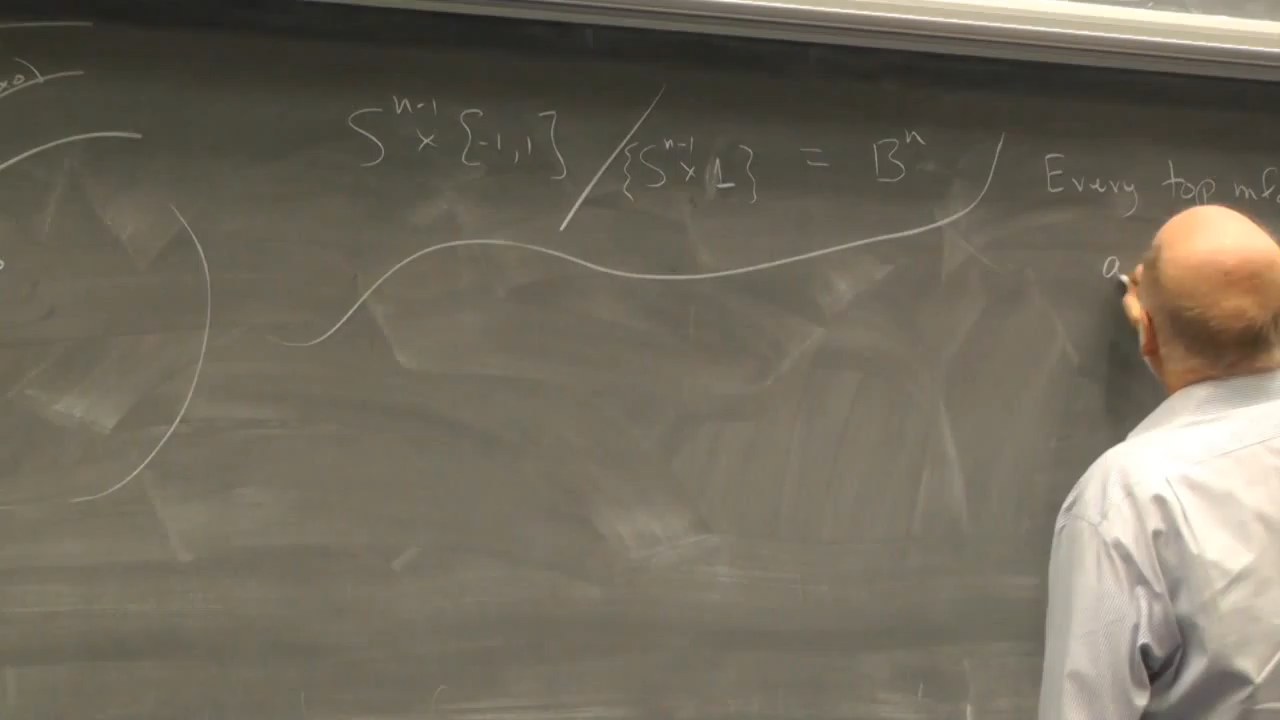 S^{n-1} × [-1,1] / {S^{n-1} × 1} = B^n
Every top mf
a